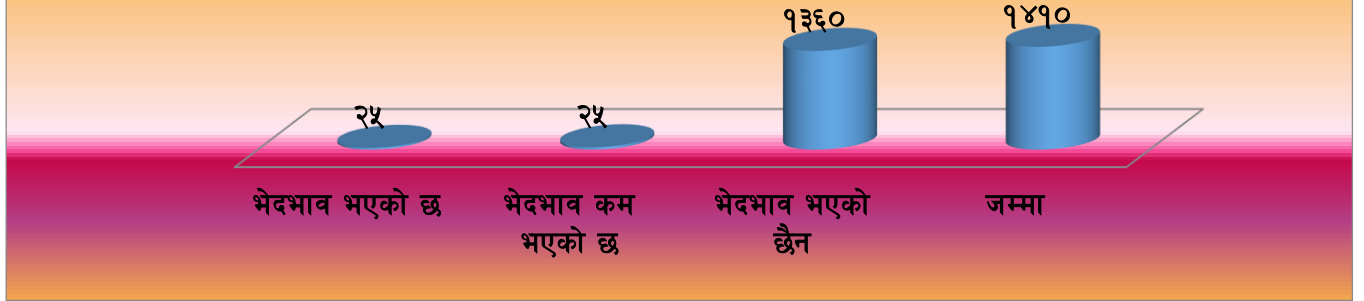 १३६०
१४१०
२५
२५
भेदभाव भएको छ
भेदभाव कम
भएको छ
भेदभाव भएको
छैन
जम्मा